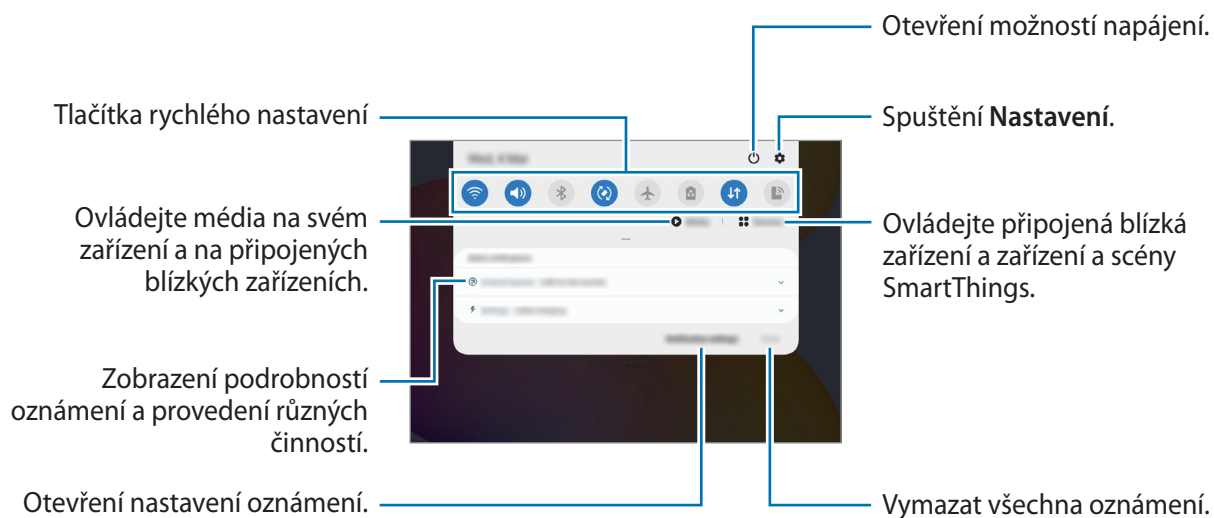 Otevření možností napájení.
Tlačítka rychlého nastavení
Spuštění Nastavení.
Ovládejte média na svém
zařízení a na připojených
blízkých zařízeních.
Ovládejte připojená blízká
zařízení a zařízení a scény
SmartThings.
Zobrazení podrobností
oznámení a provedení různých
činností.
Otevření nastavení oznámení.
Vymazat všechna oznámení.